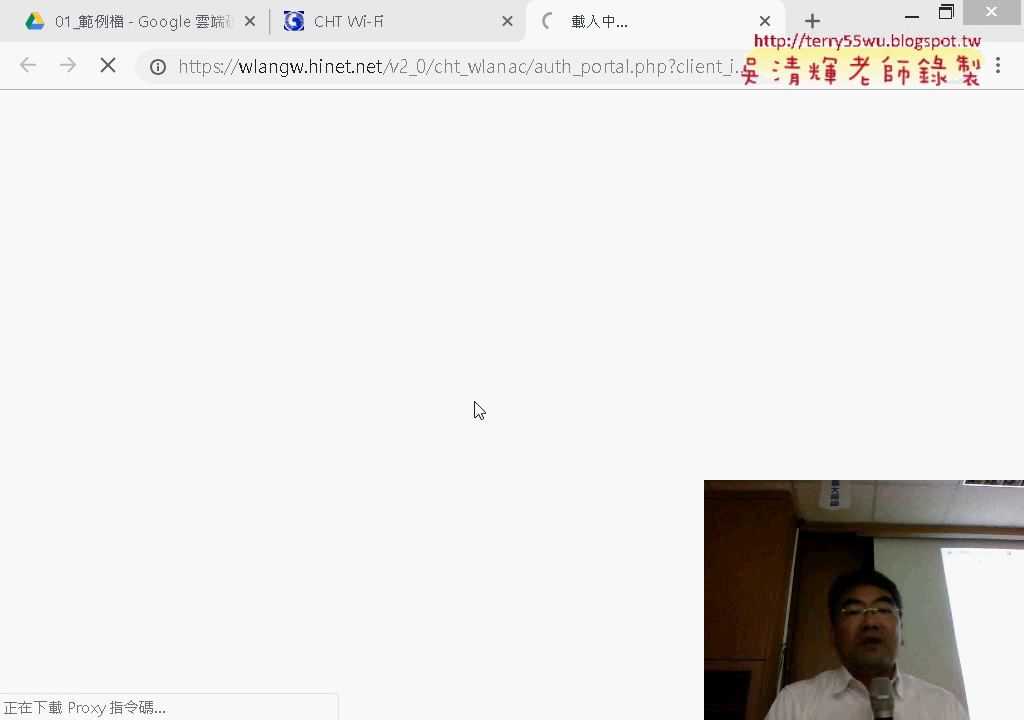 01_範例檔 - Google 雲端
CHT Wi-Fi
載入中...
http://terry55wu.blogspot.tw
https://wlangw.hinet.net/v2_0/cht_wlanac/auth_portal.php?client_i...
吳清輝老師錄製
正在下載 Proxy 指令碼...